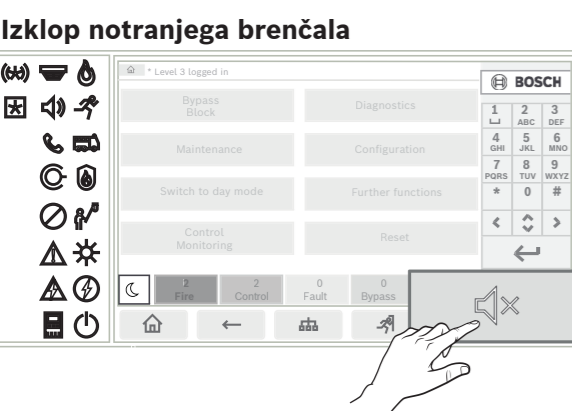 Izklop notranjega brenčala
* Level 3 logged in
BOSCH
Bypass
Block
Diagnostics
Maintenance
Configuration
Switch to day mode
Further functions
Control
Monitoring
Reset
1 2 3
ABC DEF
4 5 6
GHI JKL MNO
7 8 9
PQRS TUV WXYZ
* 0 #
2 2 0 0
Fire Control Fault Bypass